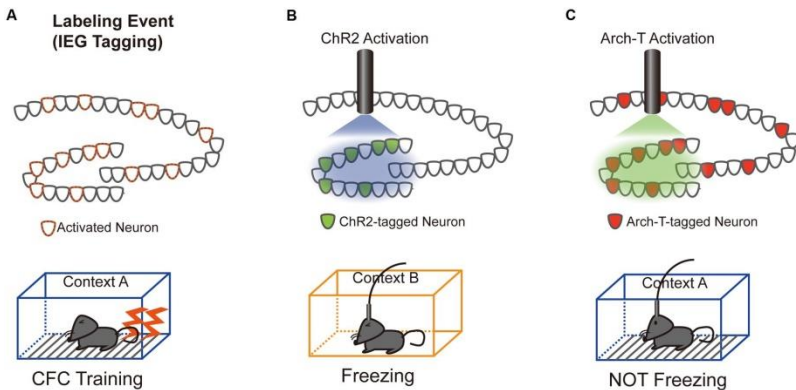 A
Labeling Event
(IEG Tagging)
Activated Neuron
Context A
CFC Training
B
ChR2 Activation
ChR2-tagged Neuron
Context B
Freezing
C
Arch-T Activation
Arch-T-tagged Neuron
Context A
NOT Freezing